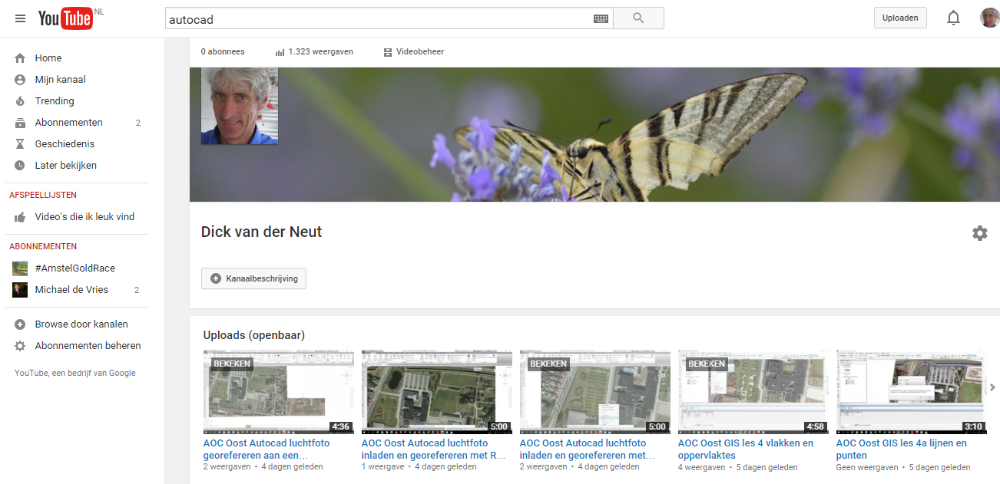 YouTube NL
autocad
Uploaden
Home
Mijn kanaal
Trending
Abonnementen 2
Geschiedenis
Later bekijken
AFSPEELLIJSTEN
Video's die ik leuk vind
ABONNEMENTEN
#AmstelGoldRace
Michael de Vries 2
Browse door kanalen
Abonnementen beheren
YouTube, een bedrijf van Google
0 abonnees 1.323 weergaven Videobeheer
Dick van der Neut
Kanaalbeschrijving
Uploads (openbaar)
BEKEKEN
4:36
AOC Oost Autocad luchtfoto
georefereren aan een...
2 weergaven • 4 dagen geleden
5:00
AOC Oost Autocad luchtfoto
inladen en georefereren met R...
1 weergave • 4 dagen geleden
BEKEKEN
5:00
AOC Oost Autocad luchtfoto
inladen en georefereren met...
2 weergaven • 4 dagen geleden
BEKEKEN
4:58
AOC Oost GIS les 4 vlakken en
oppervlaktes
4 weergaven • 5 dagen geleden
3:10
AOC Oost GIS les 4a lijnen en
punten
Geen weergaven • 5 dagen geleden